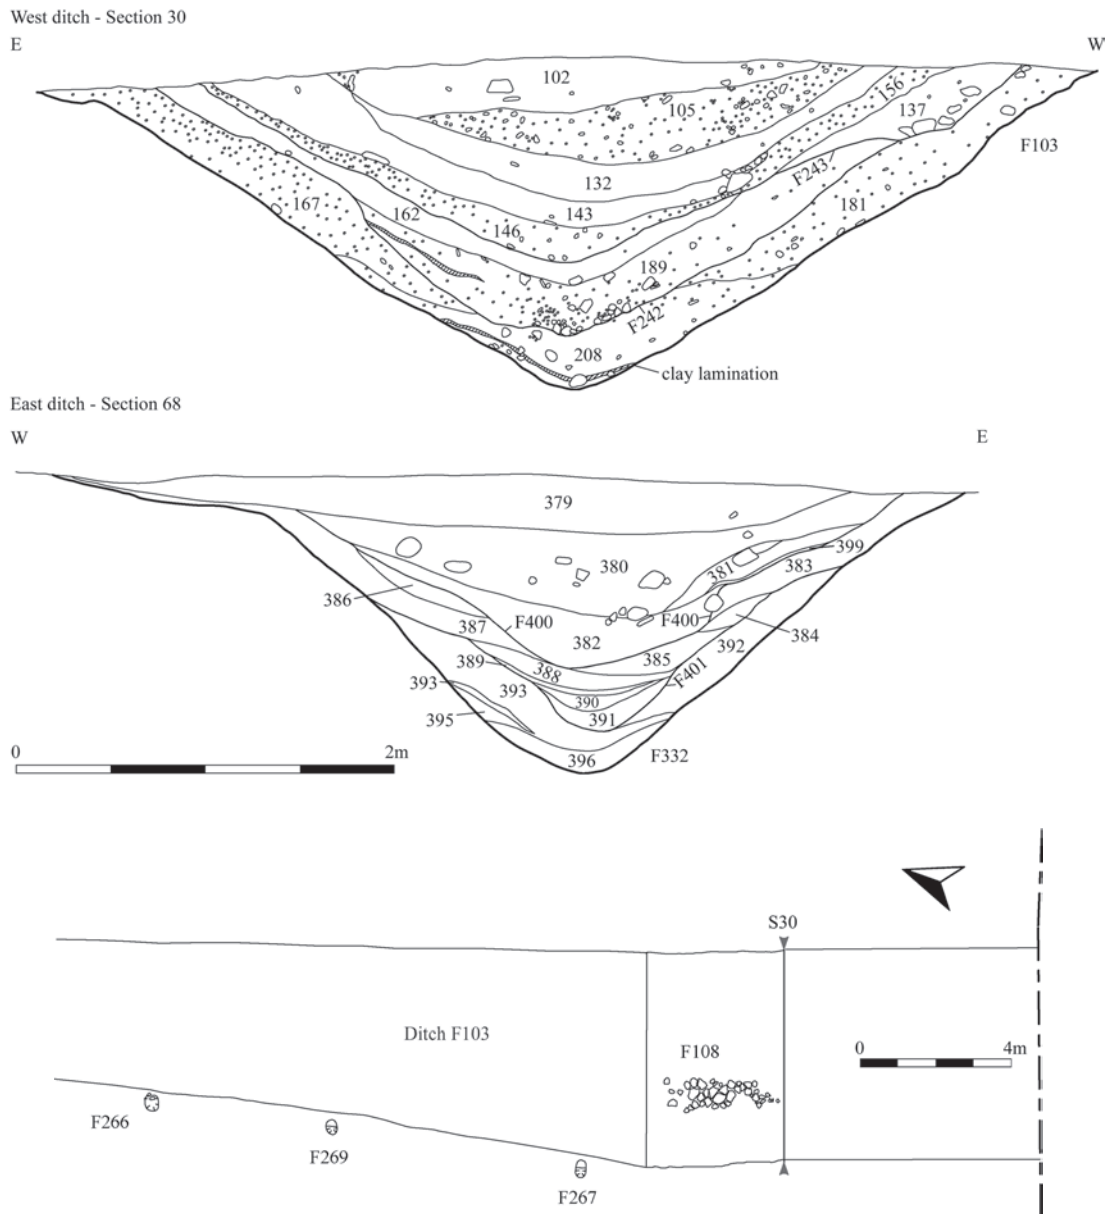 West ditch - Section 30
E W
102
105
156
137
F103
F243
132
143
167
162
181
146
189
F242
208
clay lamination
East ditch - Section 68
W E
379
380
381
399
383
386
F400
F400
387
382
384
392
385
389
388
F401
393
393
390
395
391
396
F332
0 2m
S30
Ditch F103
F108
0 4m
F266
F269
F267